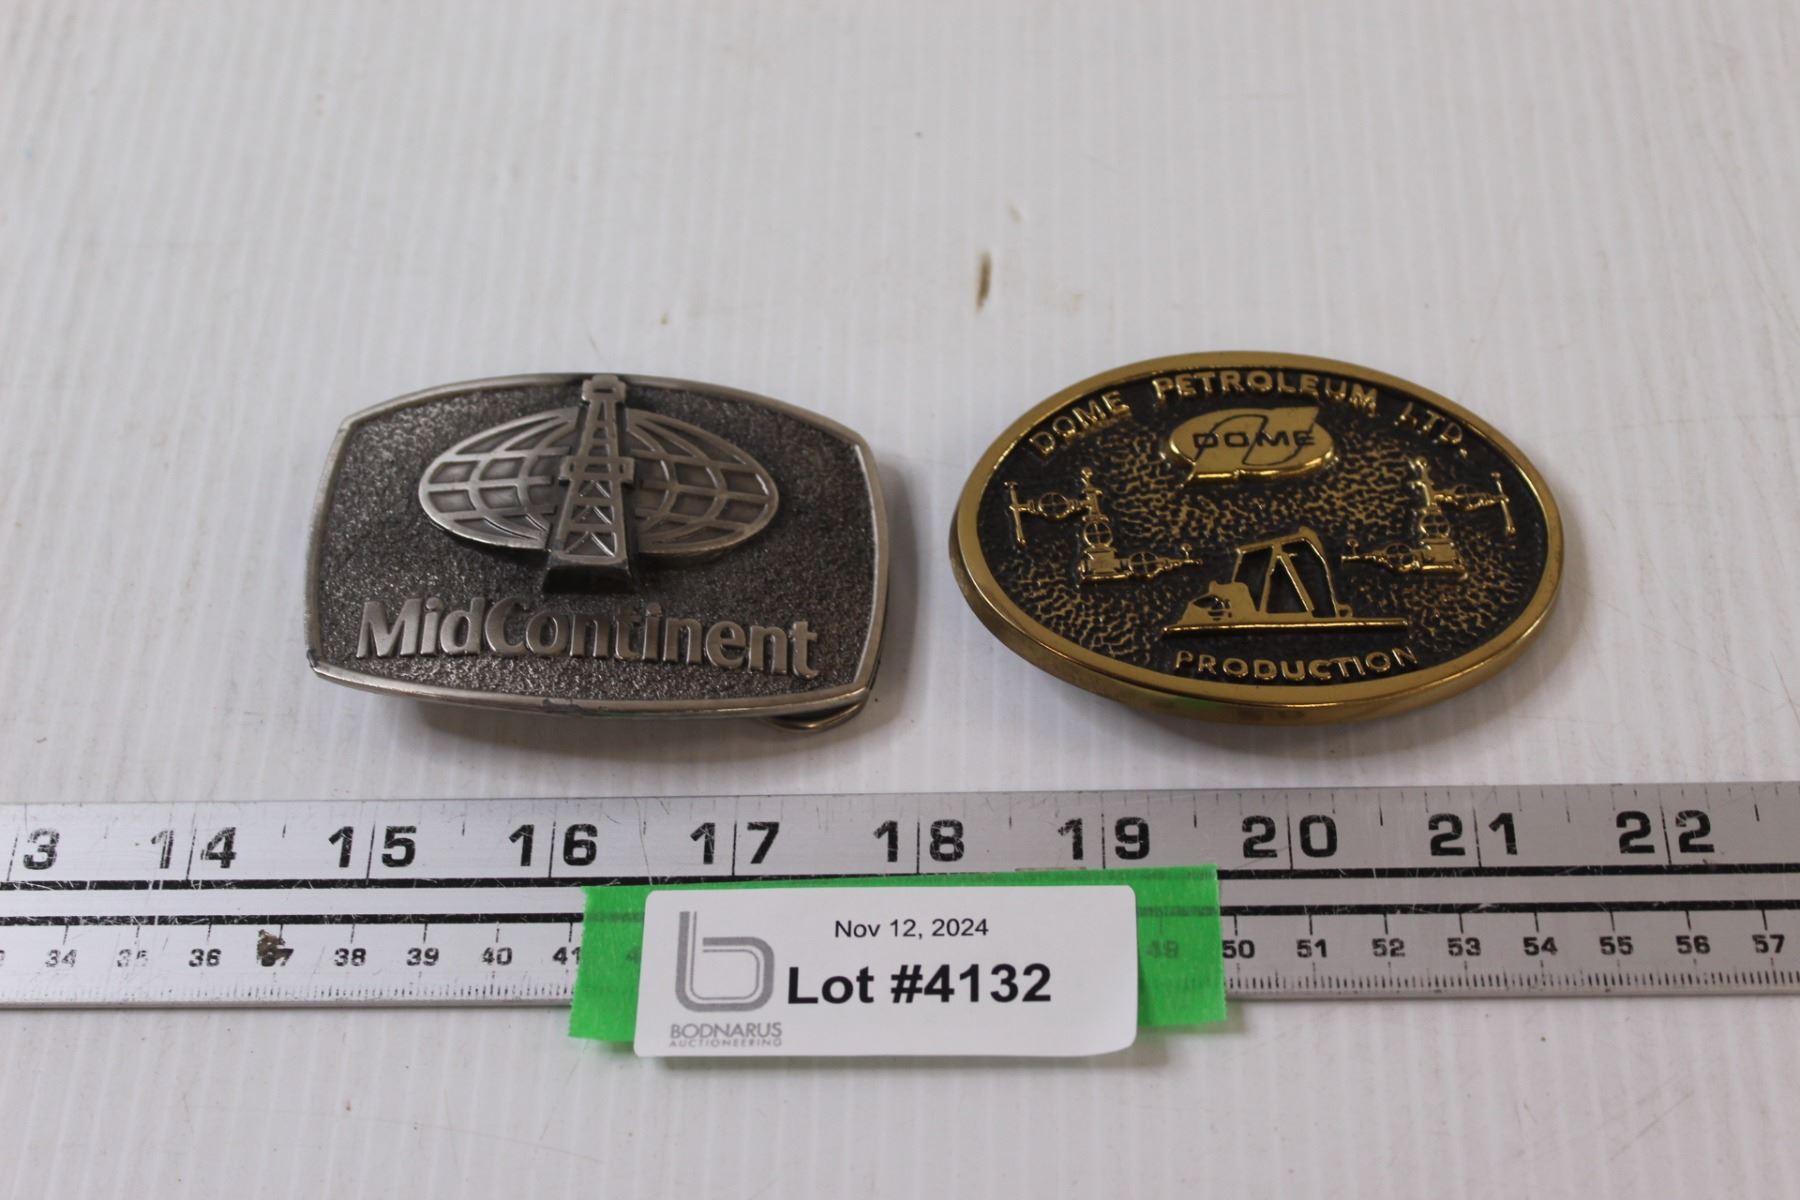 MidContinent
DOME PETROLEUM LTD.
DOME
PRODUCTION
3 14 15 16 17 18 19 20 21 22
34 35 36 37 38 39 40 41 49 50 51 52 53 54 55 56 57
Nov 12, 2024
Lot #4132
BODNARUS
AUCTIONEERING